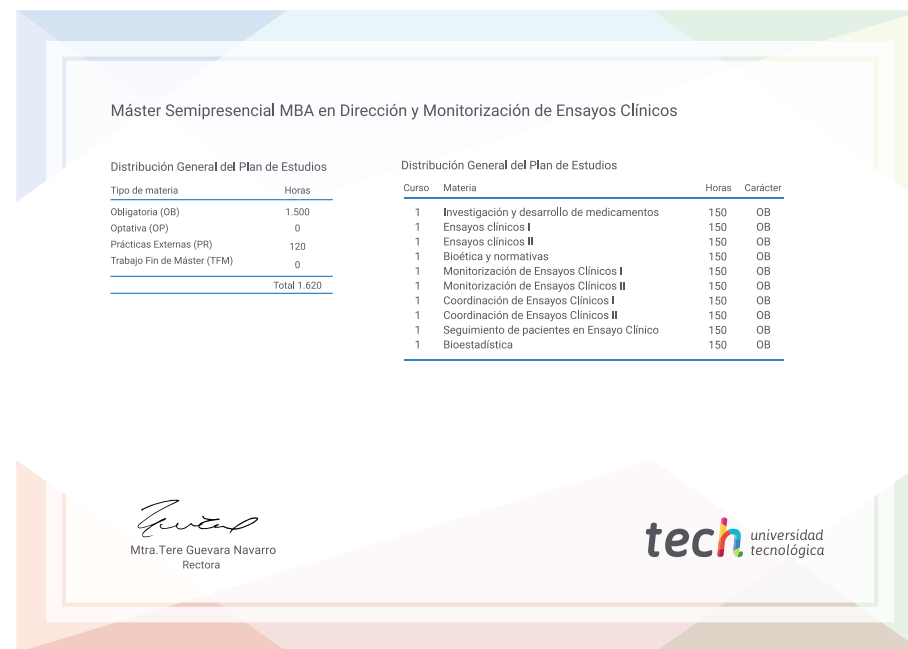 Máster Semipresencial MBA en Dirección y Monitorización de Ensayos Clínicos
Distribución General del Plan de Estudios
Tipo de materia Horas
Obligatoria (OB) 1.500
Optativa (OP) 0
Prácticas Externas (PR) 120
Trabajo Fin de Máster (TFM) 0
Total 1.620
Distribución General del Plan de Estudios
Curso Materia Horas Carácter
1 Investigación y desarrollo de medicamentos 150 OB
1 Ensayos clínicos I 150 OB
1 Ensayos clínicos II 150 OB
1 Bioética y normativas 150 OB
1 Monitorización de Ensayos Clínicos I 150 OB
1 Monitorización de Ensayos Clínicos II 150 OB
1 Coordinación de Ensayos Clínicos I 150 OB
1 Coordinación de Ensayos Clínicos II 150 OB
1 Seguimiento de pacientes en Ensayo Clínico 150 OB
1 Bioestadística 150 OB
Mtra.Tere Guevara Navarro
Rectora
tech universidad
tecnológica